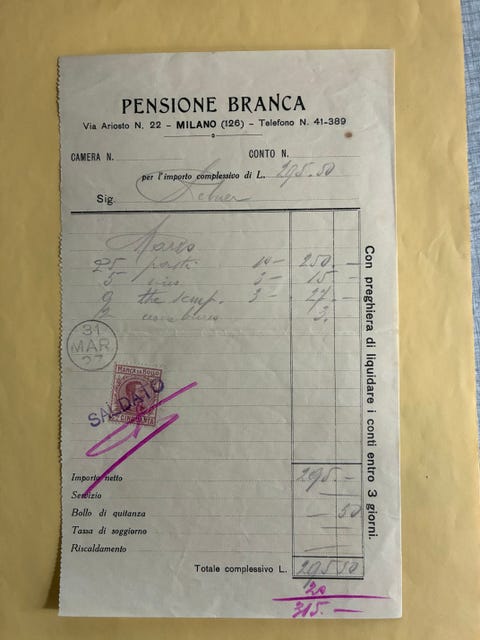 PENSIONE BRANCA
Via Ariosto N. 22 - MILANO (126) - Telefono N. 41-389
CAMERA N. CONTO N.
per l'importo complessivo di L. 295.50
Sig.
Marzo
25 pasti 10- 250.-
5 3- 15-
9 the 3- 27.-
2 3.
31
MAR
27
MARCA DA BOLLO
SALDATO
Importo netto 295.-
Servizio
Bollo di quitanza - 50
Tassa di soggiorno
Riscaldamento
Totale complessivo L. 295 50
20
315.-
Con preghiera di liquidare i conti entro 3 giorni.